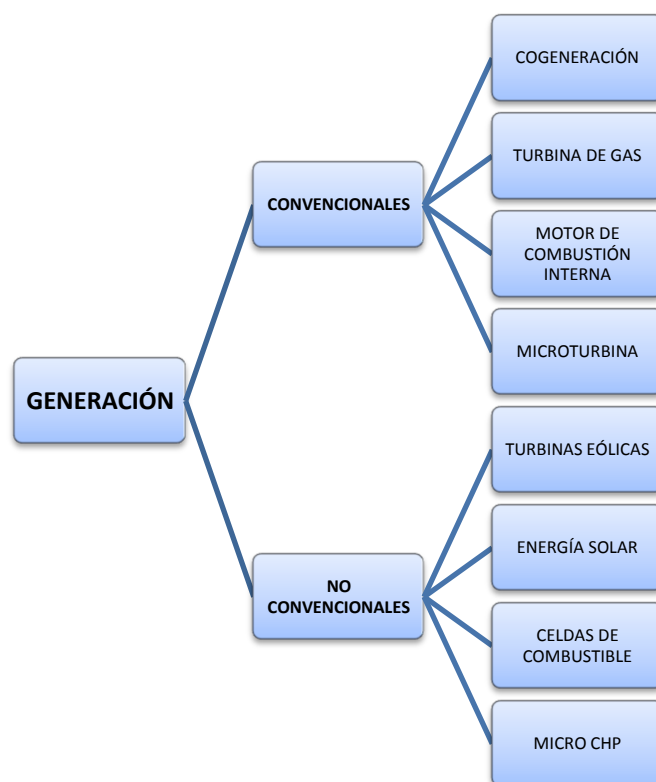 COGENERACIÓN
TURBINA DE GAS
CONVENCIONALES
MOTOR DE
COMBUSTIÓN
INTERNA
MICROTURBINA
GENERACIÓN
TURBINAS EÓLICAS
ENERGÍA SOLAR
NO
CONVENCIONALES
CELDAS DE
COMBUSTIBLE
MICRO CHP